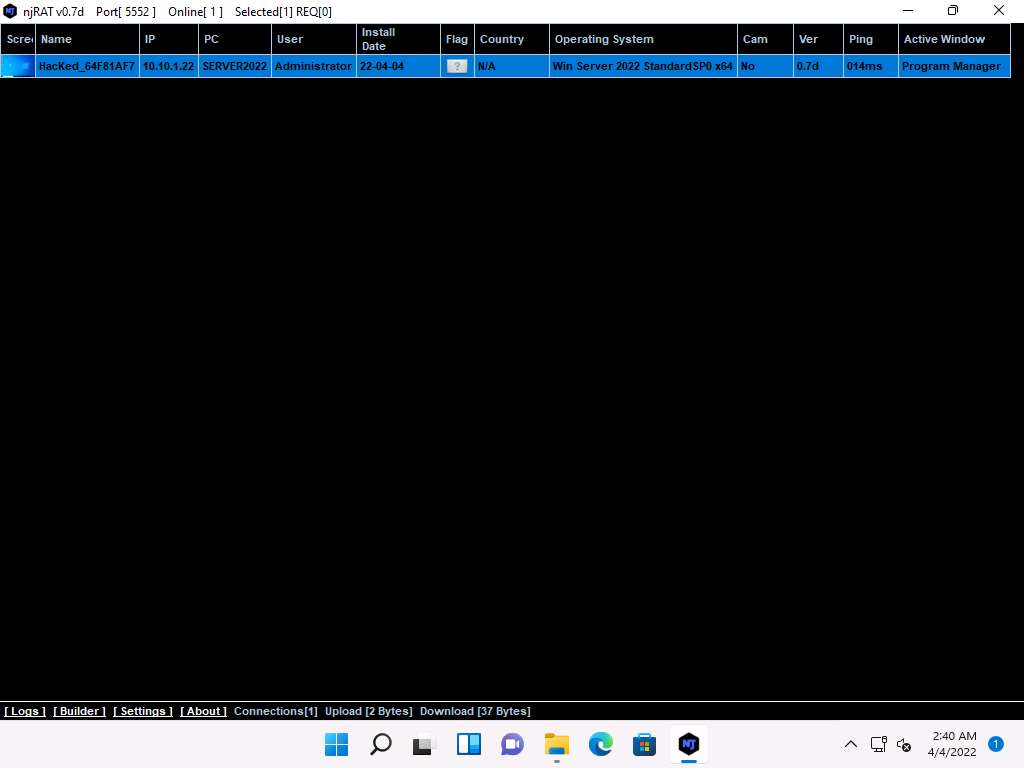 njRAT v0.7d Port[ 5552 ] Online[ 1 ] Selected[1] REQ[0]
Scre Name IP PC User Install Date Flag Country Operating System Cam Ver Ping Active Window
HacKed_64F81AF7 10.10.1.22 SERVER2022 Administrator 22-04-04 ? N/A Win Server 2022 StandardSP0 x64 No 0.7d 014ms Program Manager
[ Logs ] [ Builder ] [ Settings ] [ About ] Connections[1] Upload [2 Bytes] Download [37 Bytes]
NJ
2:40 AM
4/4/2022
1